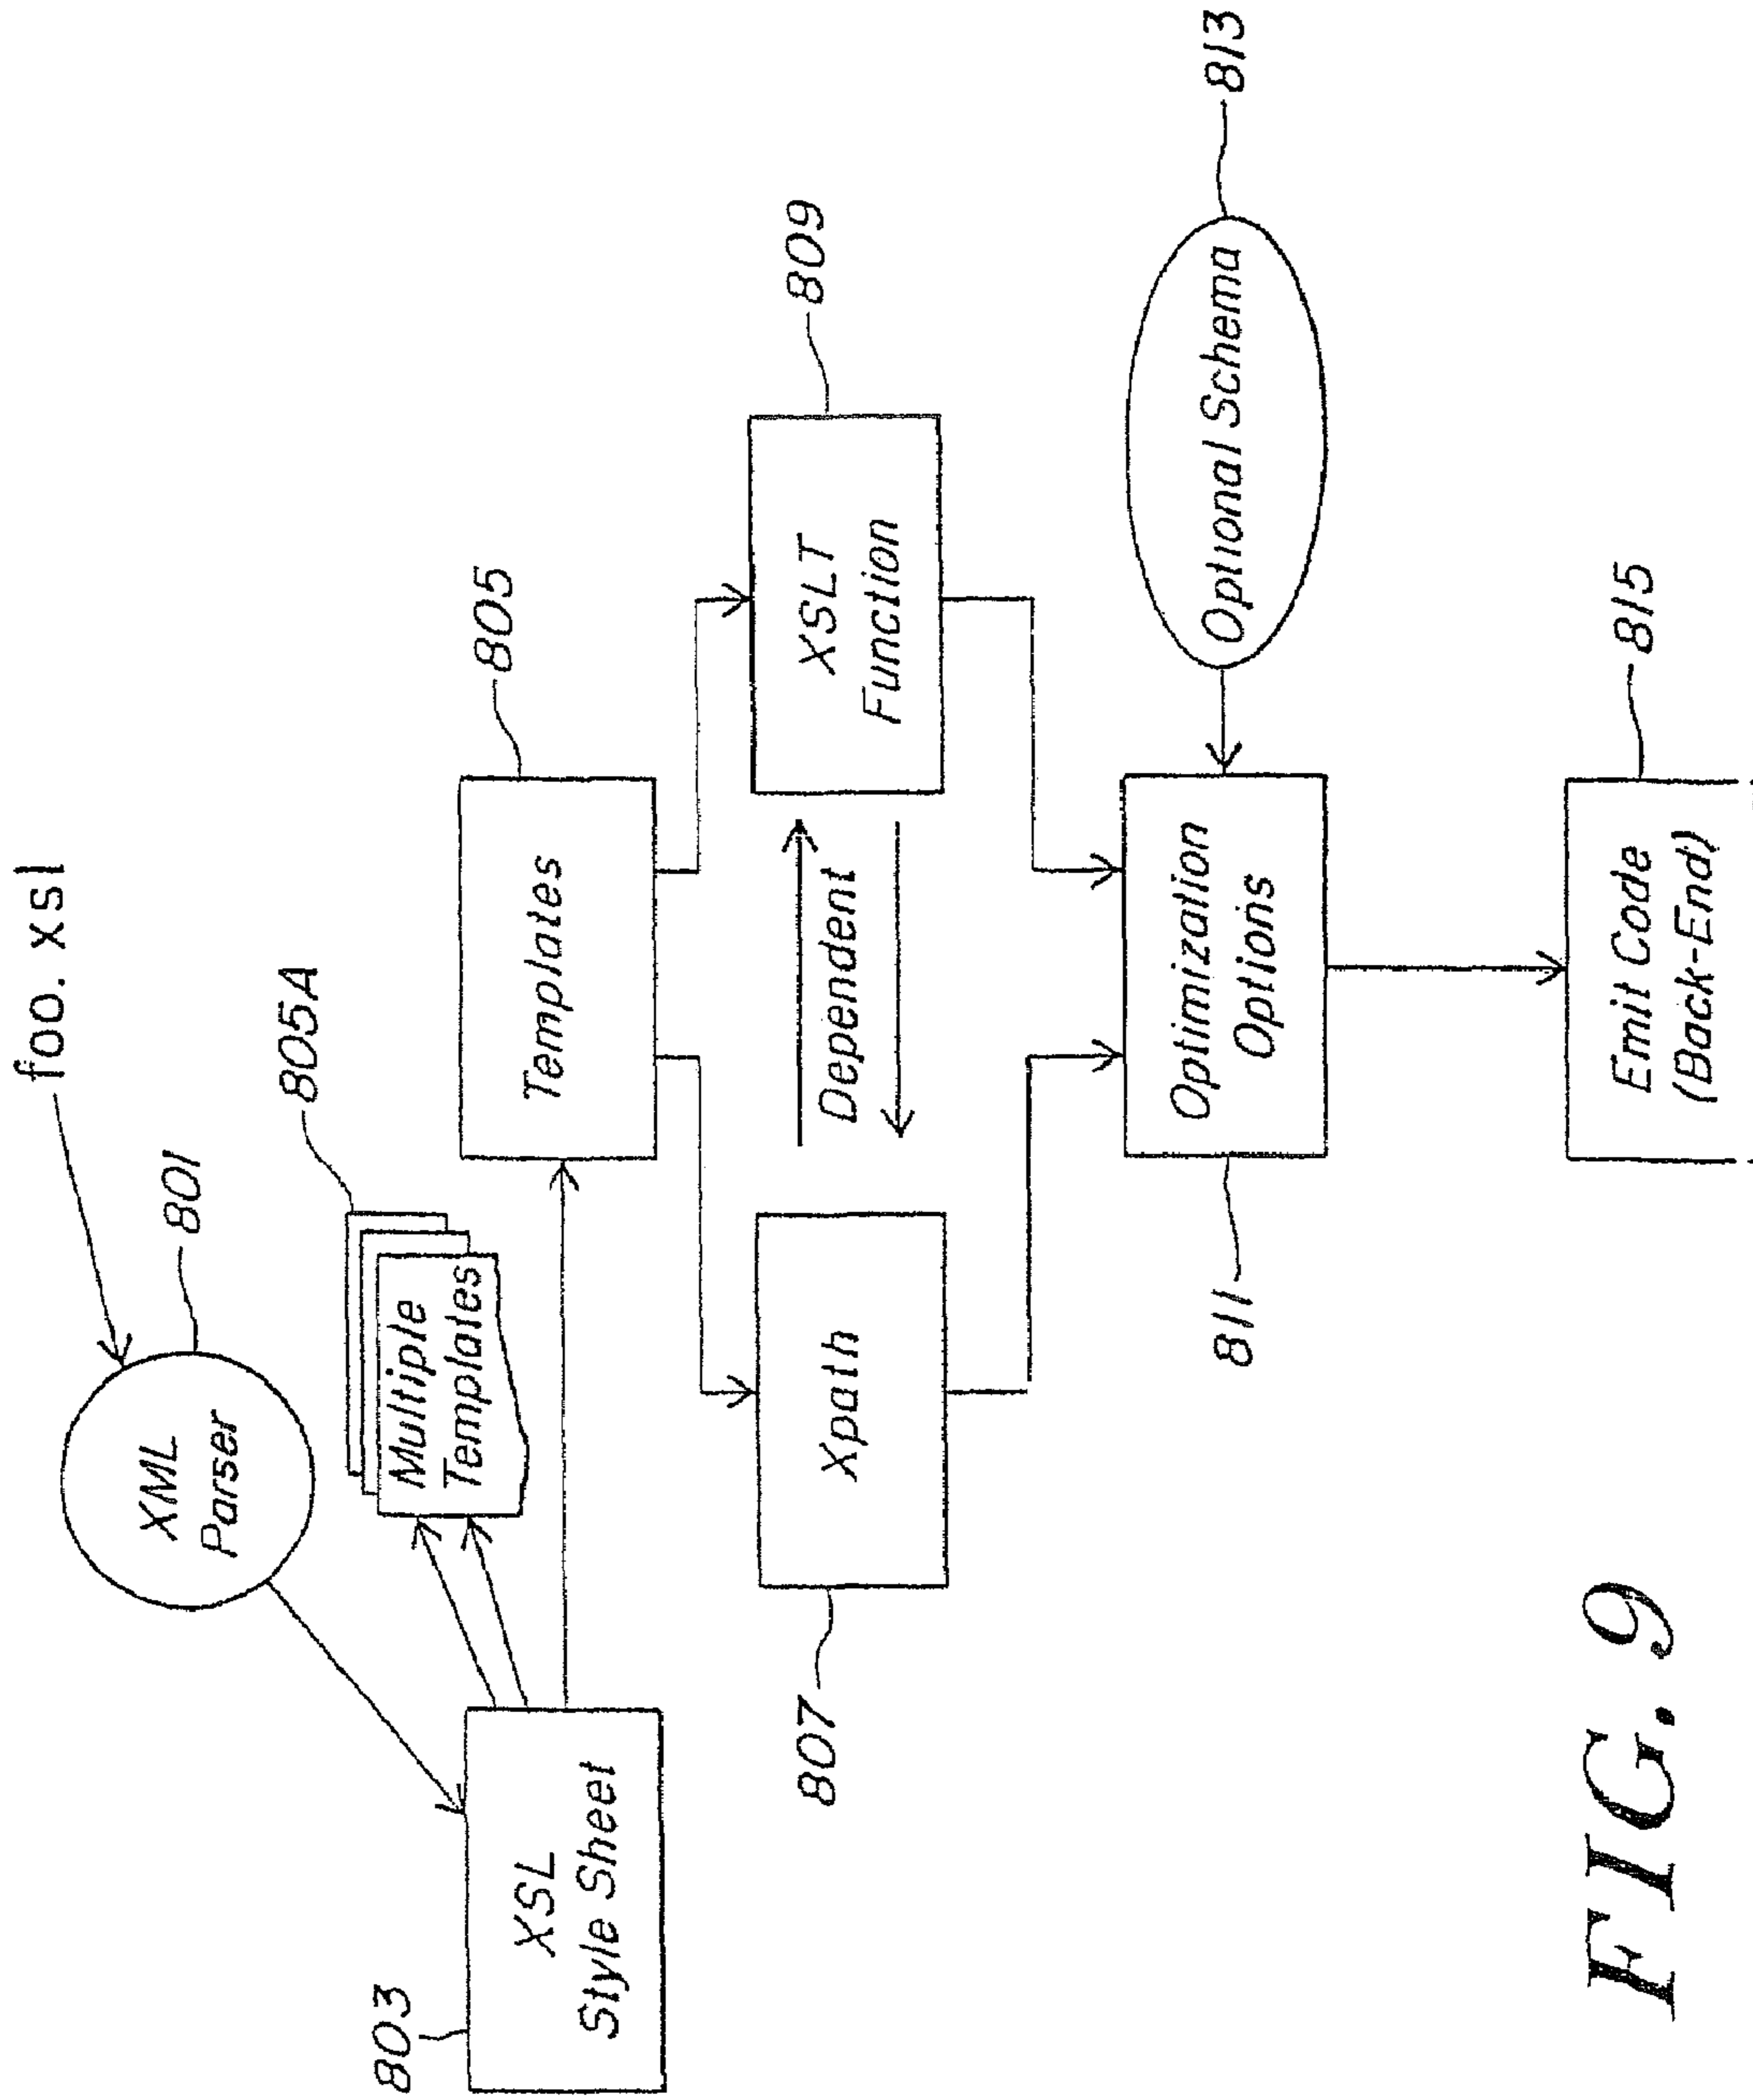 foo. xsl
XML
Parser
801
805A
Multiple
Templates
803
XSL
Style Sheet
Templates
805
807
Xpath
Dependent
XSLT
Function
809
811
Optimization
Options
Optional Schema
813
Emit Code
(Back-End)
815
FIG. 9